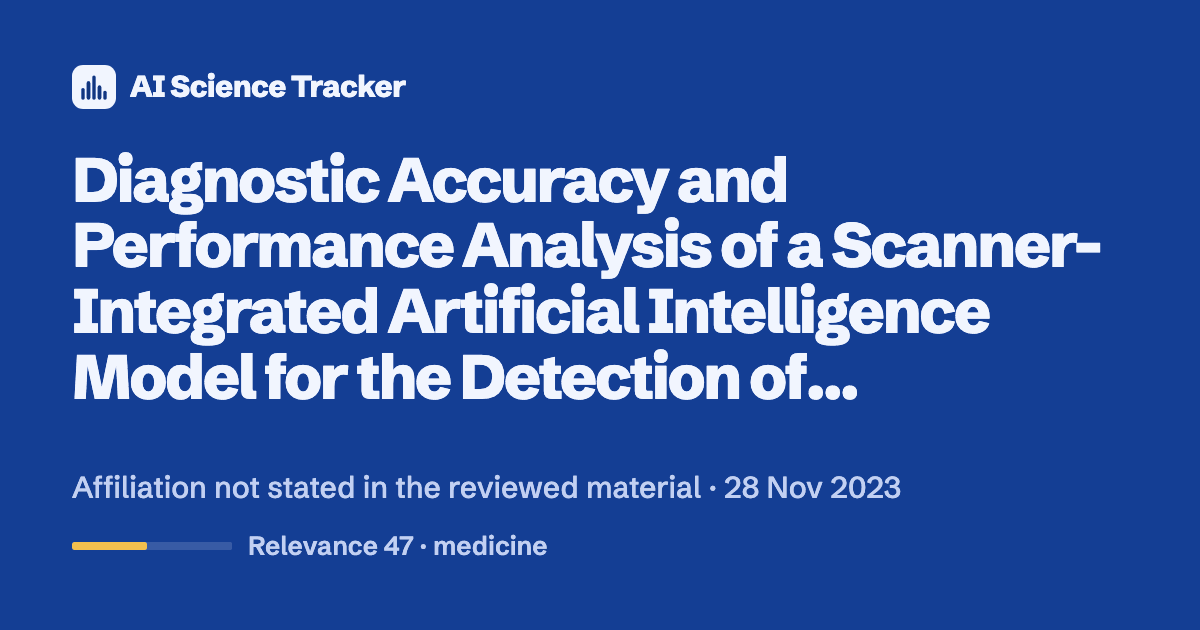 AI Science Tracker
Diagnostic Accuracy and
Performance Analysis of a Scanner-
Integrated Artificial Intelligence
Model for the Detection of...
Affiliation not stated in the reviewed material · 28 Nov 2023
Relevance 47 · medicine